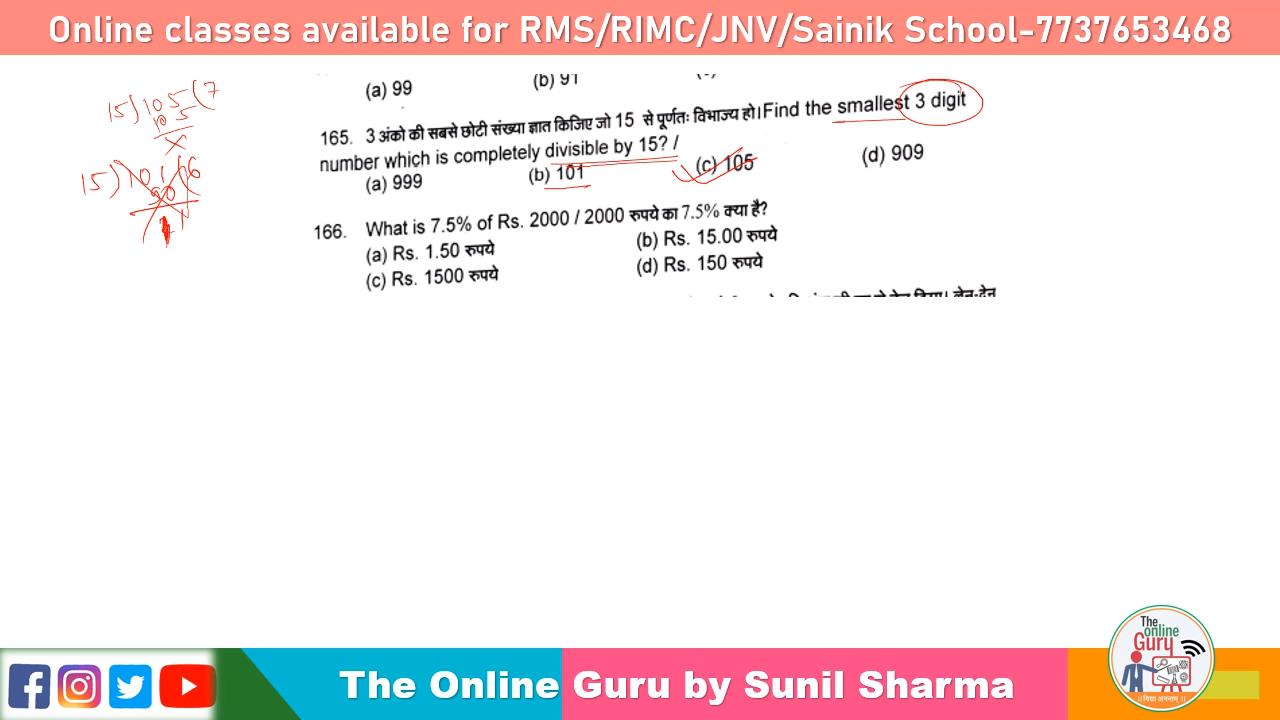 Online classes available for RMS/RIMC/JNV/Sainik School-7737653468
(a) 99 (b) 91
15)105(7
105
x
165. 3 अंको की सबसे छोटी संख्या ज्ञात किजिए जो 15 से पूर्णतः विभाज्य हो। Find the smallest 3 digit
number which is completely divisible by 15? /
(a) 999 (b) 101 (c) 105 (d) 909
15)101(6
90
166. What is 7.5% of Rs. 2000 / 2000 रुपये का 7.5% क्या है?
(a) Rs. 1.50 रुपये (b) Rs. 15.00 रुपये
(c) Rs. 1500 रुपये (d) Rs. 150 रुपये
The online Guru
।। विद्या अनन्तम् ।।
The Online Guru by Sunil Sharma